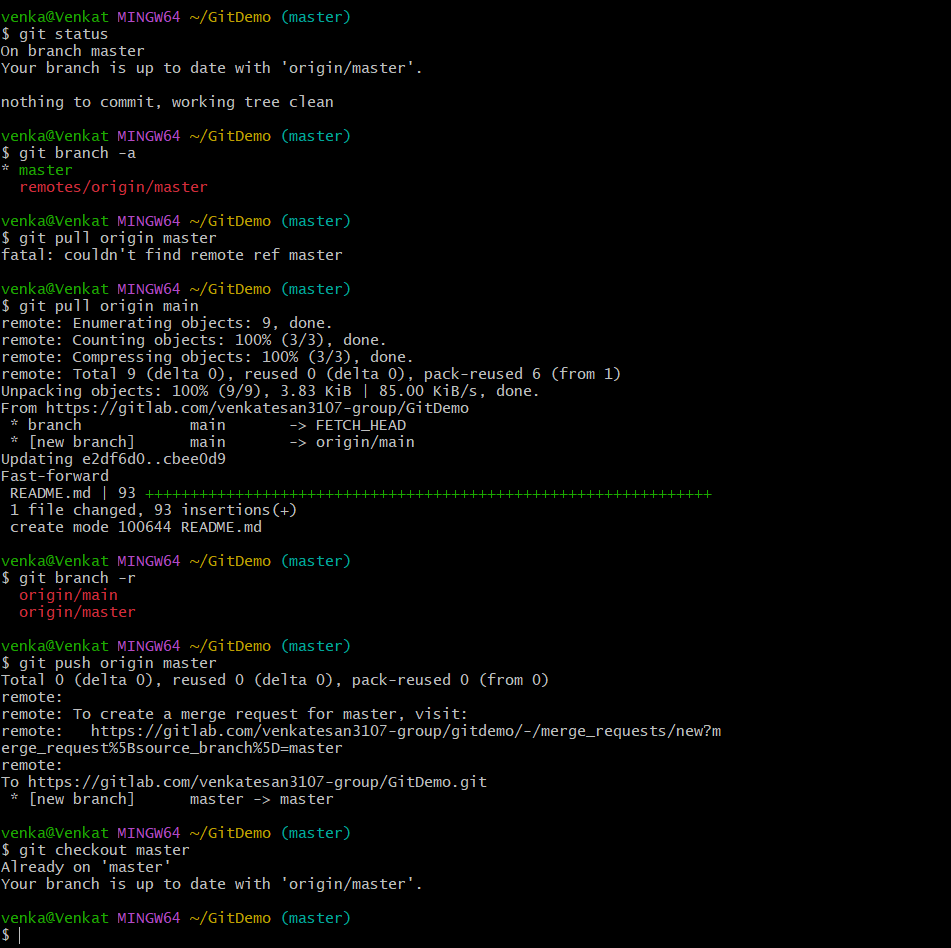 venka@Venkat MINGW64 ~/GitDemo (master)
$ git status
On branch master
Your branch is up to date with 'origin/master'.
nothing to commit, working tree clean
venka@Venkat MINGW64 ~/GitDemo (master)
$ git branch -a
* master
  remotes/origin/master
venka@Venkat MINGW64 ~/GitDemo (master)
$ git pull origin master
fatal: couldn't find remote ref master
venka@Venkat MINGW64 ~/GitDemo (master)
$ git pull origin main
remote: Enumerating objects: 9, done.
remote: Counting objects: 100% (3/3), done.
remote: Compressing objects: 100% (3/3), done.
remote: Total 9 (delta 0), reused 0 (delta 0), pack-reused 6 (from 1)
Unpacking objects: 100% (9/9), 3.83 KiB | 85.00 KiB/s, done.
From https://gitlab.com/venkatesan3107-group/GitDemo
 * branch            main       -> FETCH_HEAD
 * [new branch]      main       -> origin/main
Updating e2df6d0..cbee0d9
Fast-forward
 README.md | 93 +++++++++++++++++++++++++++++++++++++++++++++++++++++++++++++++
 1 file changed, 93 insertions(+)
 create mode 100644 README.md
venka@Venkat MINGW64 ~/GitDemo (master)
$ git branch -r
  origin/main
  origin/master
venka@Venkat MINGW64 ~/GitDemo (master)
$ git push origin master
Total 0 (delta 0), reused 0 (delta 0), pack-reused 0 (from 0)
remote:
remote: To create a merge request for master, visit:
remote:   https://gitlab.com/venkatesan3107-group/gitdemo/-/merge_requests/new?m
erge_request%5Bsource_branch%5D=master
remote:
To https://gitlab.com/venkatesan3107-group/GitDemo.git
 * [new branch]      master -> master
venka@Venkat MINGW64 ~/GitDemo (master)
$ git checkout master
Already on 'master'
Your branch is up to date with 'origin/master'.
venka@Venkat MINGW64 ~/GitDemo (master)
$